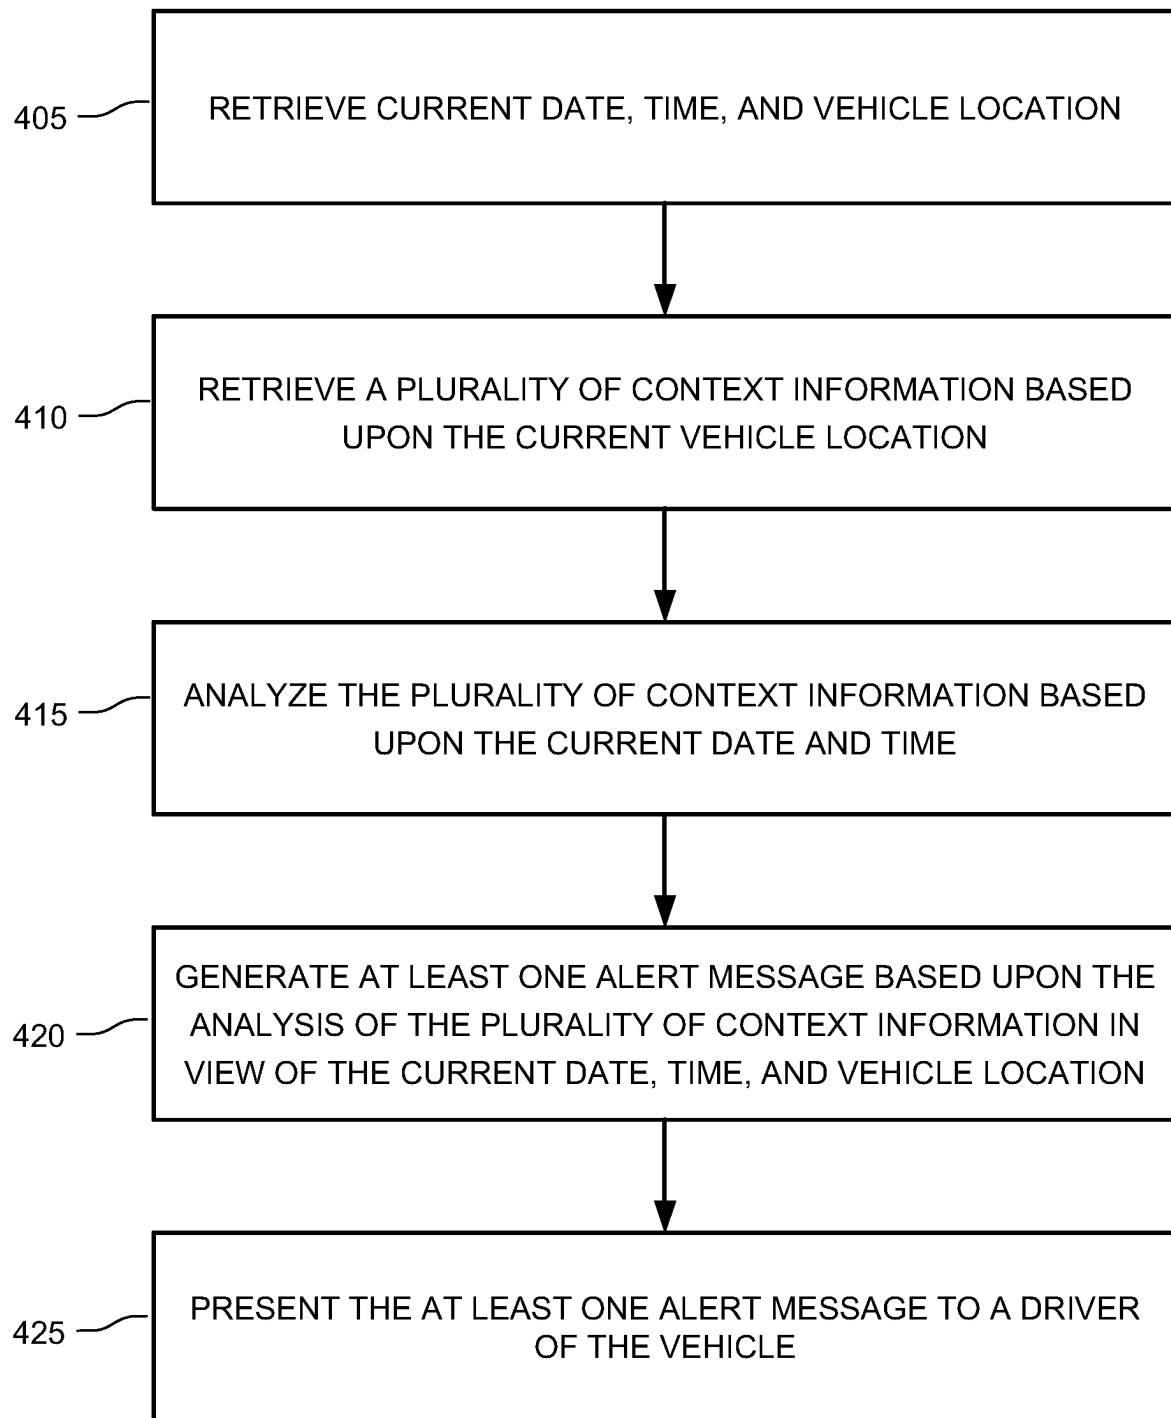 405
RETRIEVE CURRENT DATE, TIME, AND VEHICLE LOCATION
410
RETRIEVE A PLURALITY OF CONTEXT INFORMATION BASED
UPON THE CURRENT VEHICLE LOCATION
415
ANALYZE THE PLURALITY OF CONTEXT INFORMATION BASED
UPON THE CURRENT DATE AND TIME
420
GENERATE AT LEAST ONE ALERT MESSAGE BASED UPON THE
ANALYSIS OF THE PLURALITY OF CONTEXT INFORMATION IN
VIEW OF THE CURRENT DATE, TIME, AND VEHICLE LOCATION
425
PRESENT THE AT LEAST ONE ALERT MESSAGE TO A DRIVER
OF THE VEHICLE